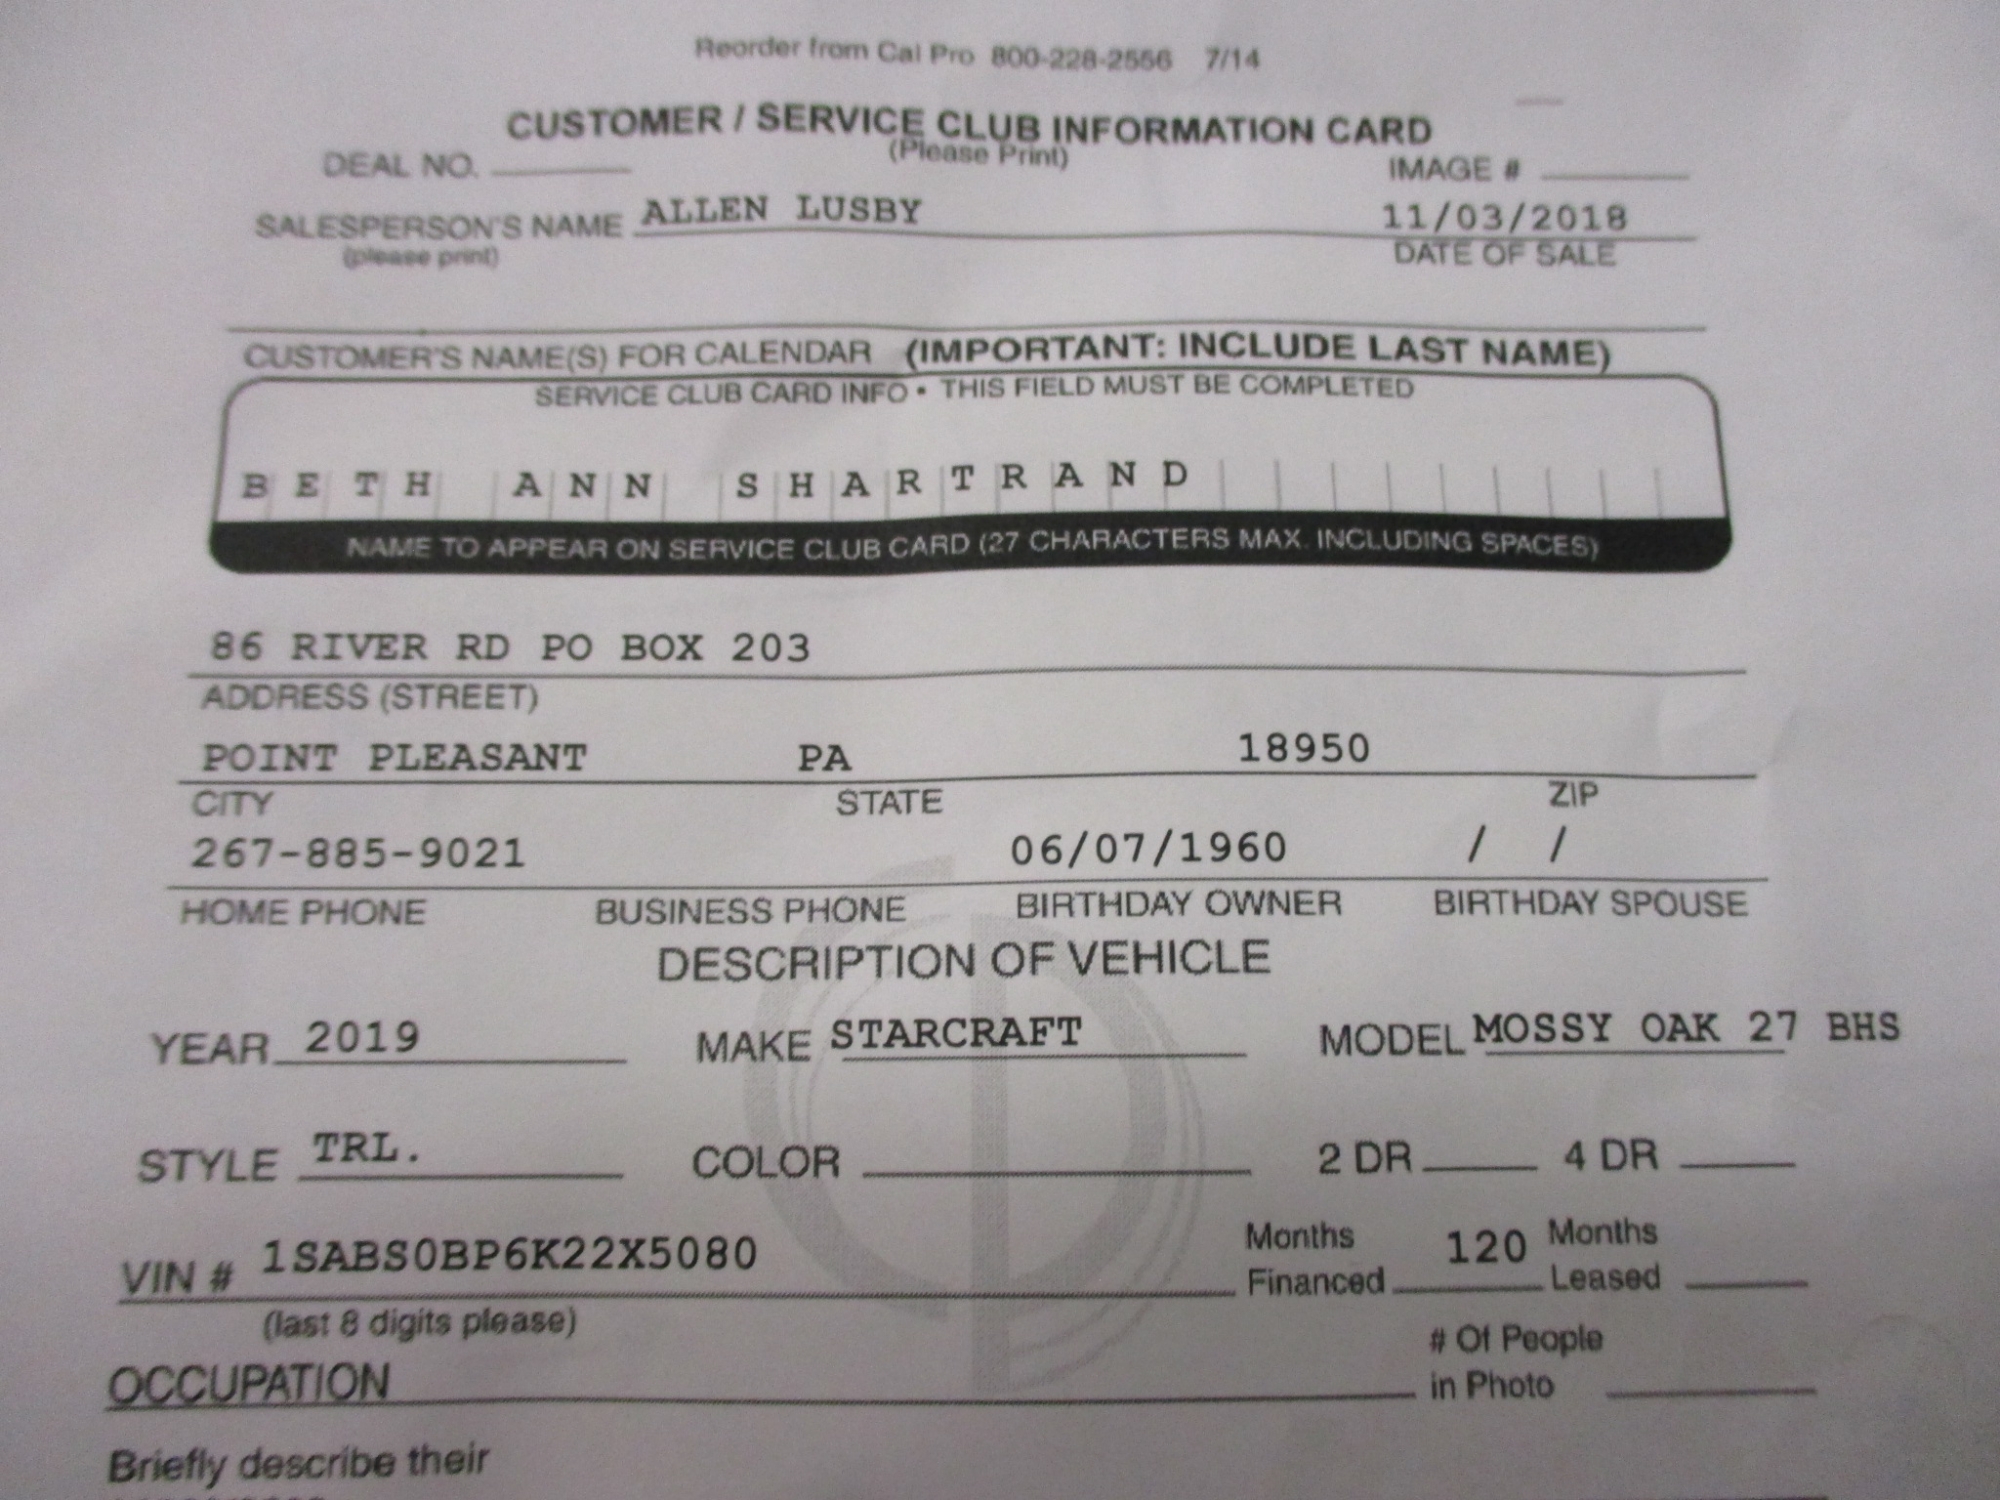 Reorder from Cal Pro 800-228-2556 7/14
CUSTOMER / SERVICE CLUB INFORMATION CARD
(Please Print)
DEAL NO. IMAGE #
SALESPERSON'S NAME ALLEN LUSBY 11/03/2018
(please print) DATE OF SALE
CUSTOMER'S NAME(S) FOR CALENDAR (IMPORTANT: INCLUDE LAST NAME)
SERVICE CLUB CARD INFO • THIS FIELD MUST BE COMPLETED
BETH ANN SHARTRAND
NAME TO APPEAR ON SERVICE CLUB CARD (27 CHARACTERS MAX. INCLUDING SPACES)
86 RIVER RD PO BOX 203
ADDRESS (STREET)
POINT PLEASANT PA 18950
CITY STATE ZIP
267-885-9021 06/07/1960 / /
HOME PHONE BUSINESS PHONE BIRTHDAY OWNER BIRTHDAY SPOUSE
DESCRIPTION OF VEHICLE
YEAR 2019 MAKE STARCRAFT MODEL MOSSY OAK 27 BHS
STYLE TRL. COLOR 2 DR 4 DR
VIN # 1SABS0BP6K22X5080 Months Financed 120 Months Leased
(last 8 digits please)
OCCUPATION # Of People in Photo
Briefly describe their